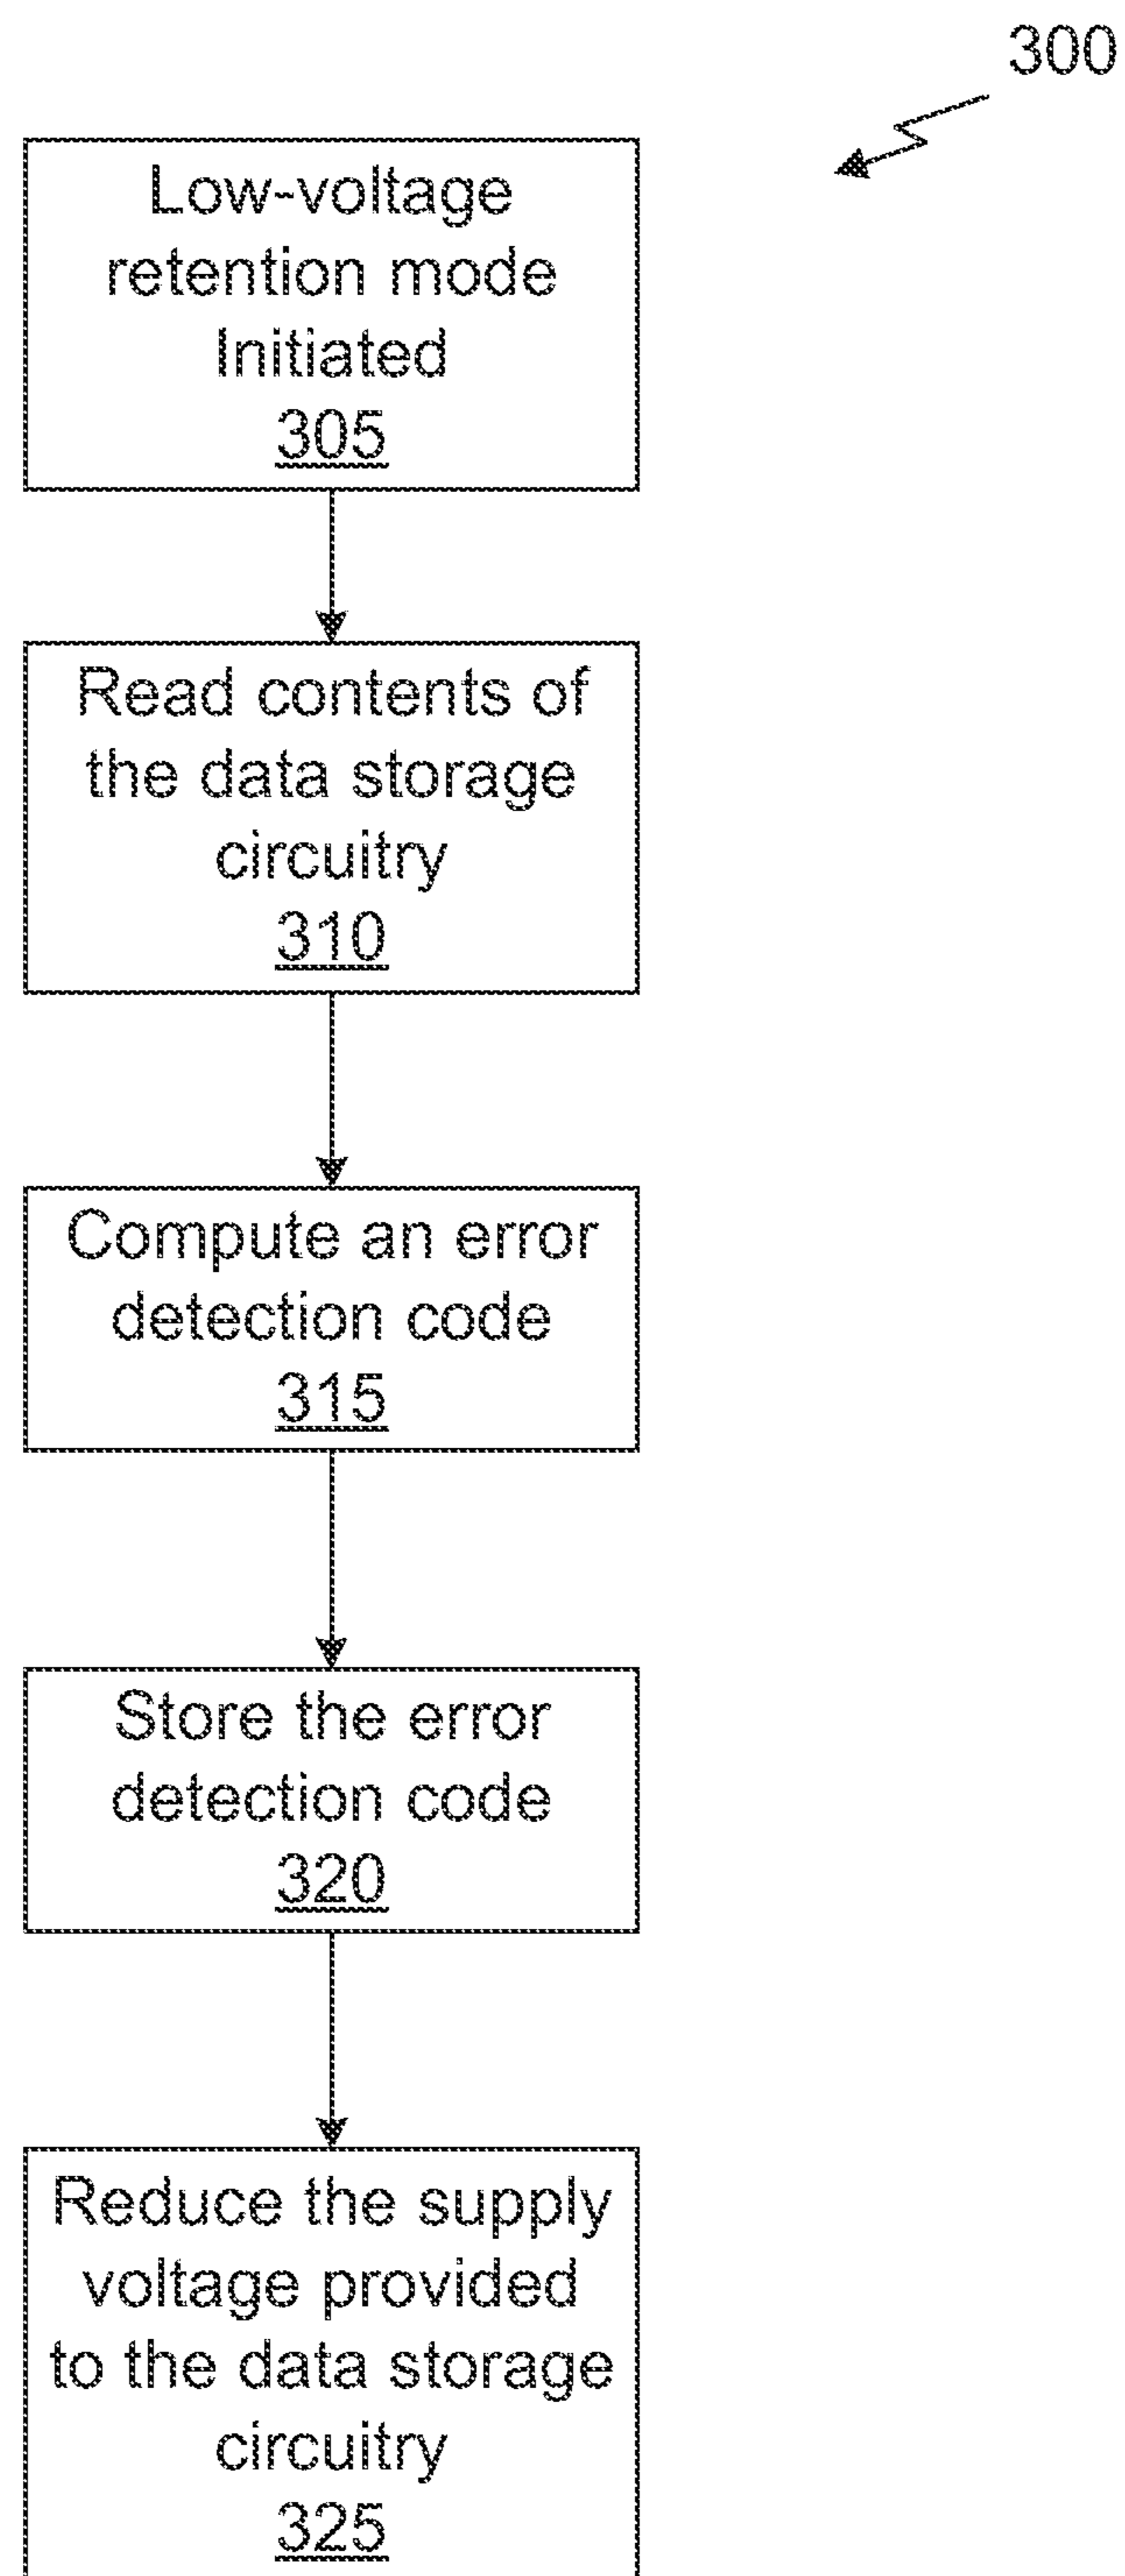 300
Low-voltage
retention mode
Initiated
305
Read contents of
the data storage
circuitry
310
Compute an error
detection code
315
Store the error
detection code
320
Reduce the supply
voltage provided
to the data storage
circuitry
325